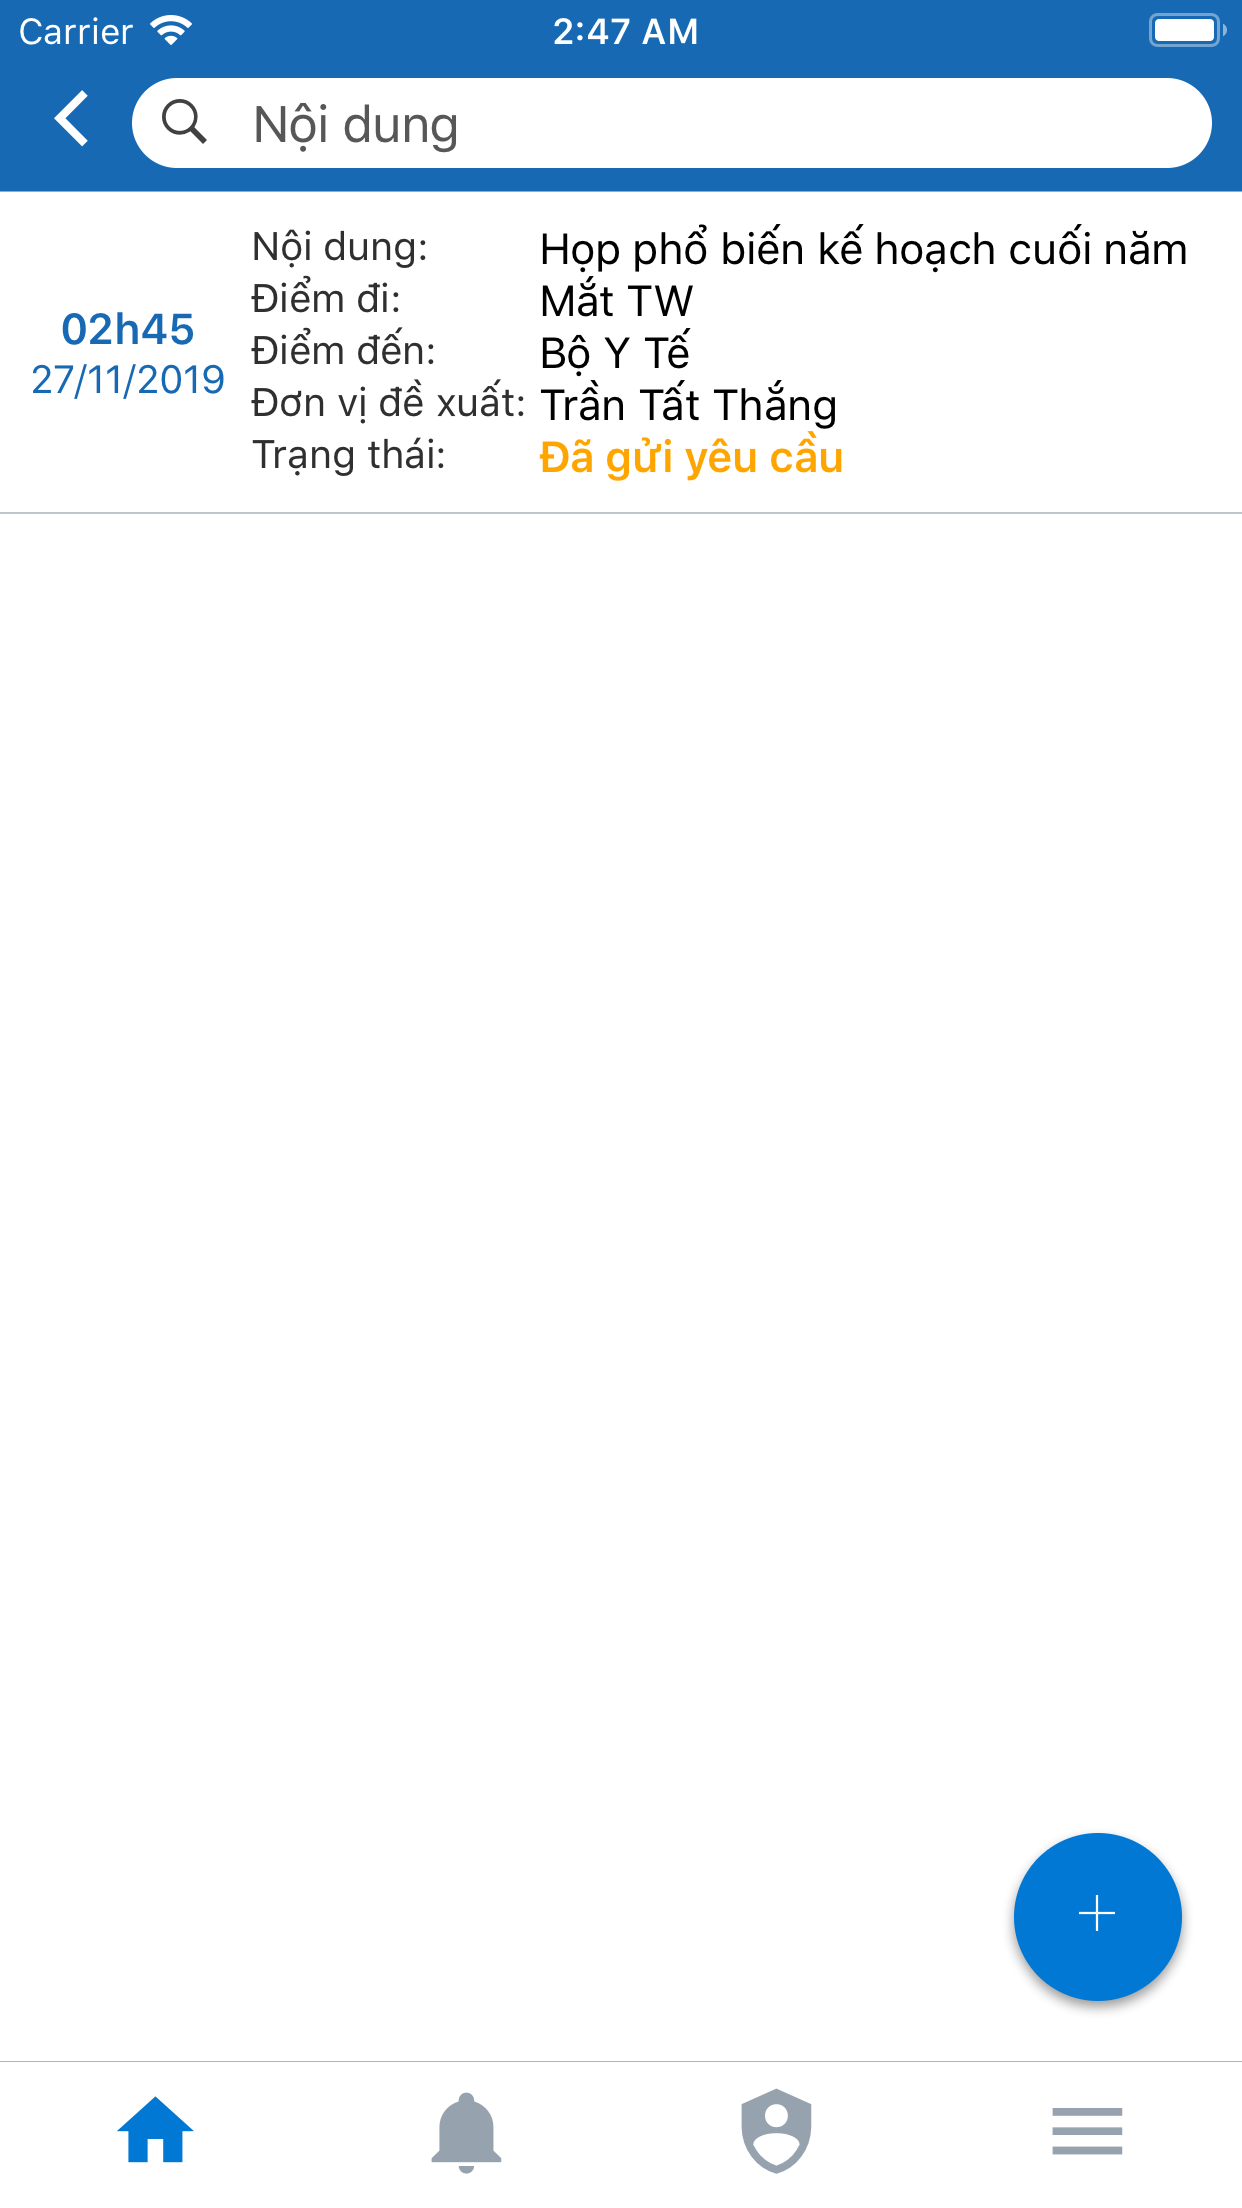 Carrier 2:47 AM
Nội dung
02h45
27/11/2019
Nội dung: Họp phổ biến kế hoạch cuối năm
Điểm đi: Mắt TW
Điểm đến: Bộ Y Tế
Đơn vị đề xuất: Trần Tất Thắng
Trạng thái: Đã gửi yêu cầu